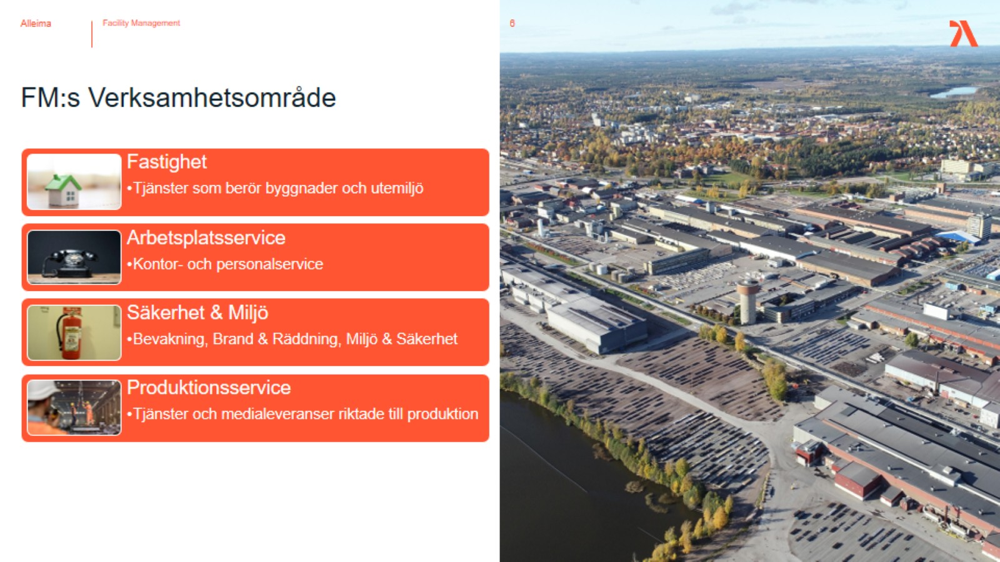 Alleima
Facility Management
6
FM:s Verksamhetsområde
Fastighet
•Tjänster som berör byggnader och utemiljö
Arbetsplatsservice
•Kontor- och personalservice
Säkerhet & Miljö
•Bevakning, Brand & Räddning, Miljö & Säkerhet
Produktionsservice
•Tjänster och medialeveranser riktade till produktion